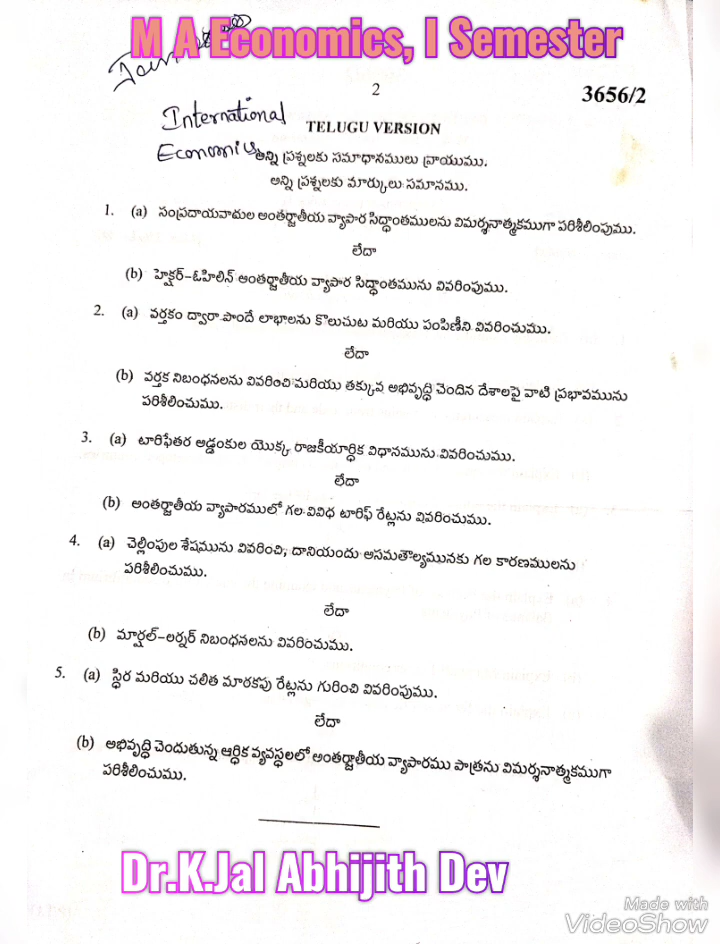 M A Economics, I Semester
2
3656/2
International
TELUGU VERSION
Economics
అన్ని ప్రశ్నలకు సమాధానములు వ్రాయుము.
అన్ని ప్రశ్నలకు మార్కులు సమానము.
1. (a) సంప్రదాయవాదుల అంతర్జాతీయ వ్యాపార సిద్ధాంతములను విమర్శనాత్మకముగా పరిశీలింపుము.
లేదా
(b) హెక్షర్-ఓహిలిన్ అంతర్జాతీయ వ్యాపార సిద్ధాంతమును వివరింపుము.
2. (a) వర్తకం ద్వారా పొందే లాభాలను కొలుచుట మరియు పంపిణీని వివరించుము.
లేదా
(b) వర్తక నిబంధనలను వివరించి మరియు తక్కువ అభివృద్ధి చెందిన దేశాలపై వాటి ప్రభావమును
పరిశీలించుము.
3. (a) టారిఫేతర అడ్డంకుల యొక్క రాజకీయార్థిక విధానమును వివరించుము.
లేదా
(b) అంతర్జాతీయ వ్యాపారములో గల వివిధ టారిఫ్ రేట్లను వివరించుము.
4. (a) చెల్లింపుల శేషమును వివరించి, దానియందు అసమతౌల్యమునకు గల కారణములను
పరిశీలించుము.
లేదా
(b) మార్షల్-లర్నర్ నిబంధనలను వివరించుము.
5. (a) స్థిర మరియు చలిత మారకపు రేట్లను గురించి వివరింపుము.
లేదా
(b) అభివృద్ధి చెందుతున్న ఆర్థిక వ్యవస్థలలో అంతర్జాతీయ వ్యాపారము పాత్రను విమర్శనాత్మకముగా
పరిశీలించుము.
Dr.K.Jal Abhijith Dev
Made with
VideoShow